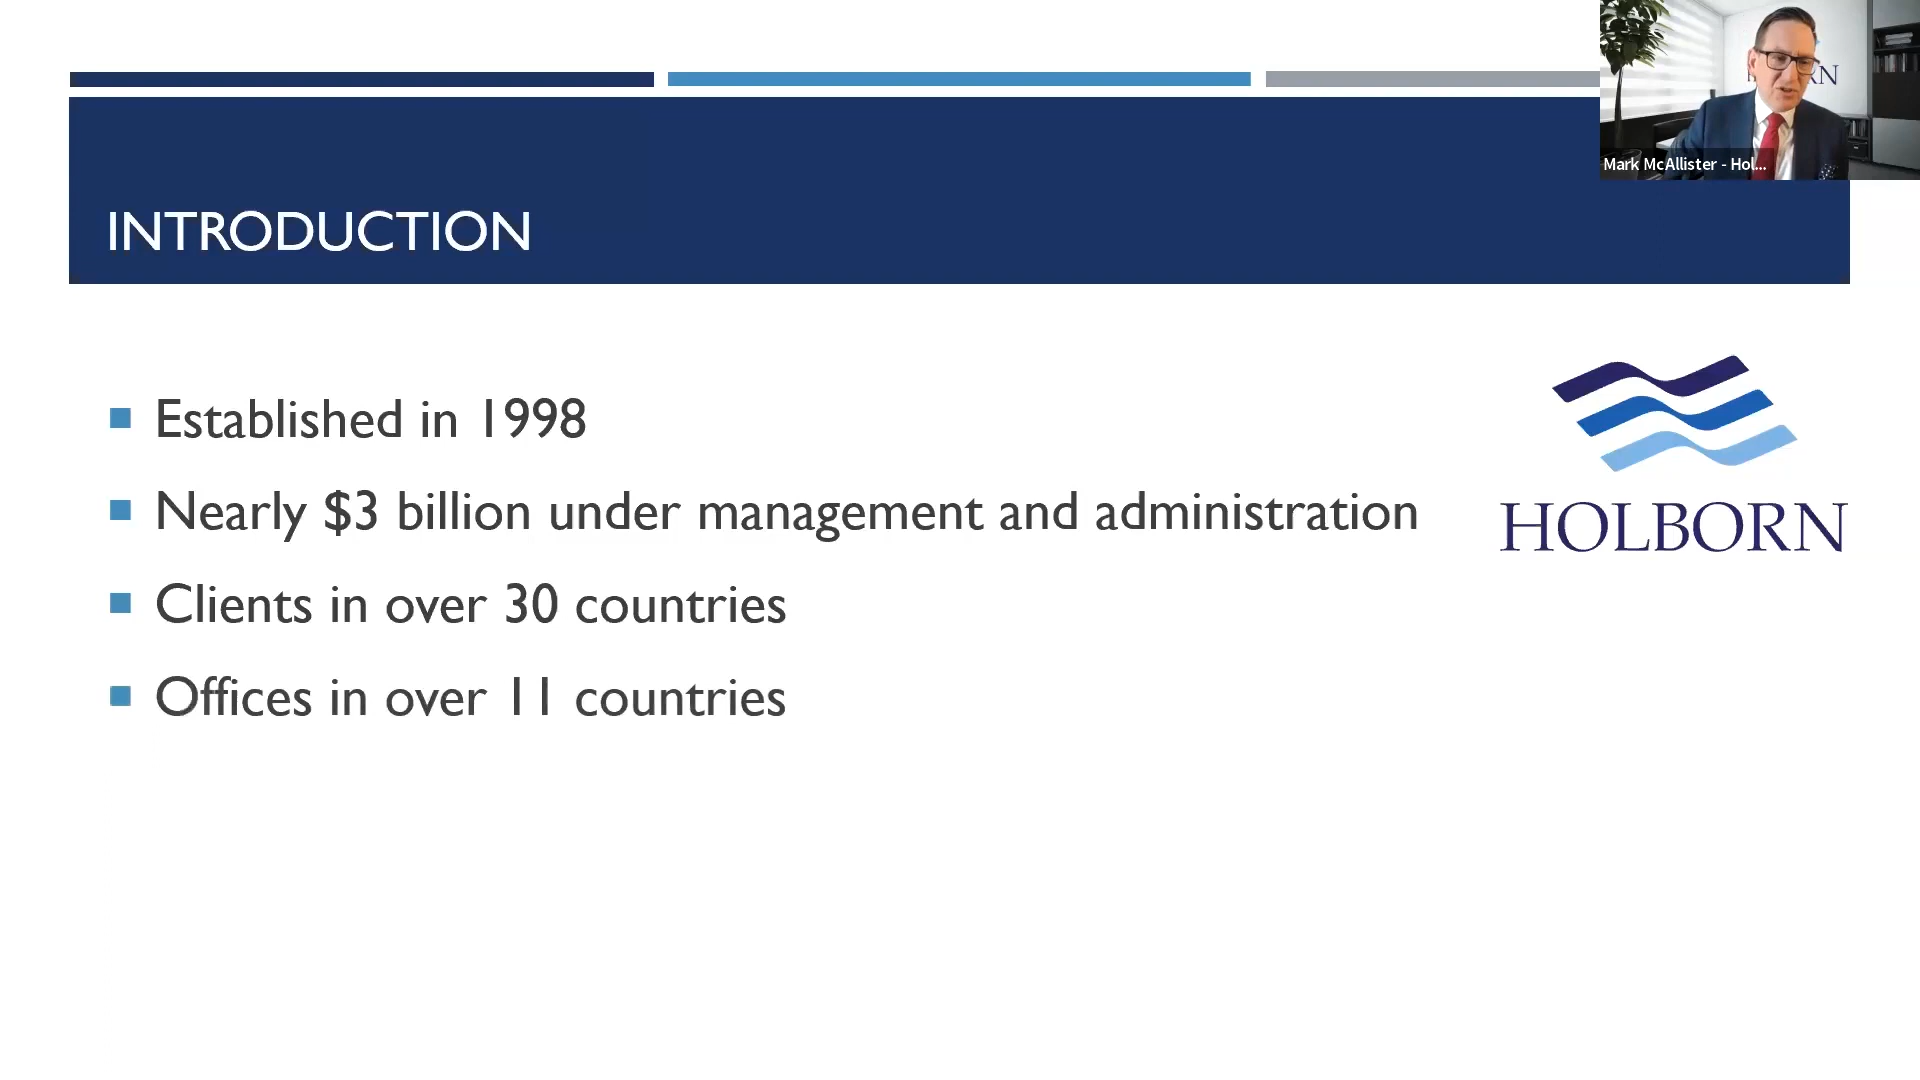 Mark McAllister - Hol...
INTRODUCTION
Established in 1998
Nearly $3 billion under management and administration
Clients in over 30 countries
Offices in over 11 countries
HOLBORN